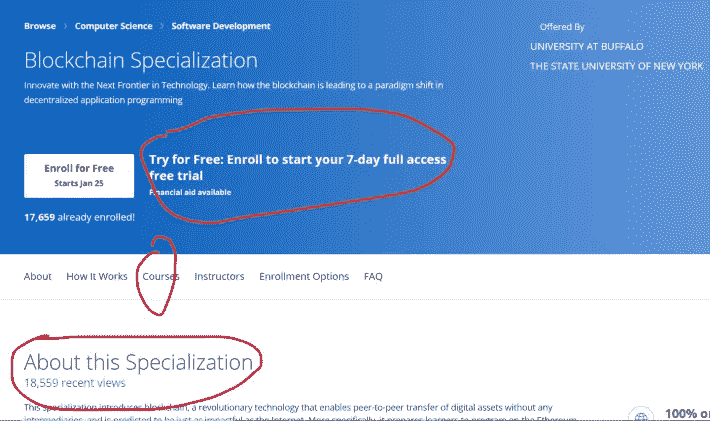 Browse > Computer Science > Software Development
Offered By
Blockchain Specialization
UNIVERSITY AT BUFFALO
THE STATE UNIVERSITY OF NEW YORK
Innovate with the Next Frontier in Technology. Learn how the blockchain is leading to a paradigm shift in
decentralized application programming
Enroll for Free
Starts Jan 25
Try for Free: Enroll to start your 7-day full access
free trial
Financial aid available
17,659 already enrolled!
About How It Works Courses Instructors Enrollment Options FAQ
About this Specialization
18,559 recent views
This specialization introduces blockchain, a revolutionary technology that enables peer-to-peer transfer of digital assets without any
intermediaries, and is predicted to be just as impactful as the Internet. More specifically, it prepares learners to program on the Ethereum
100%